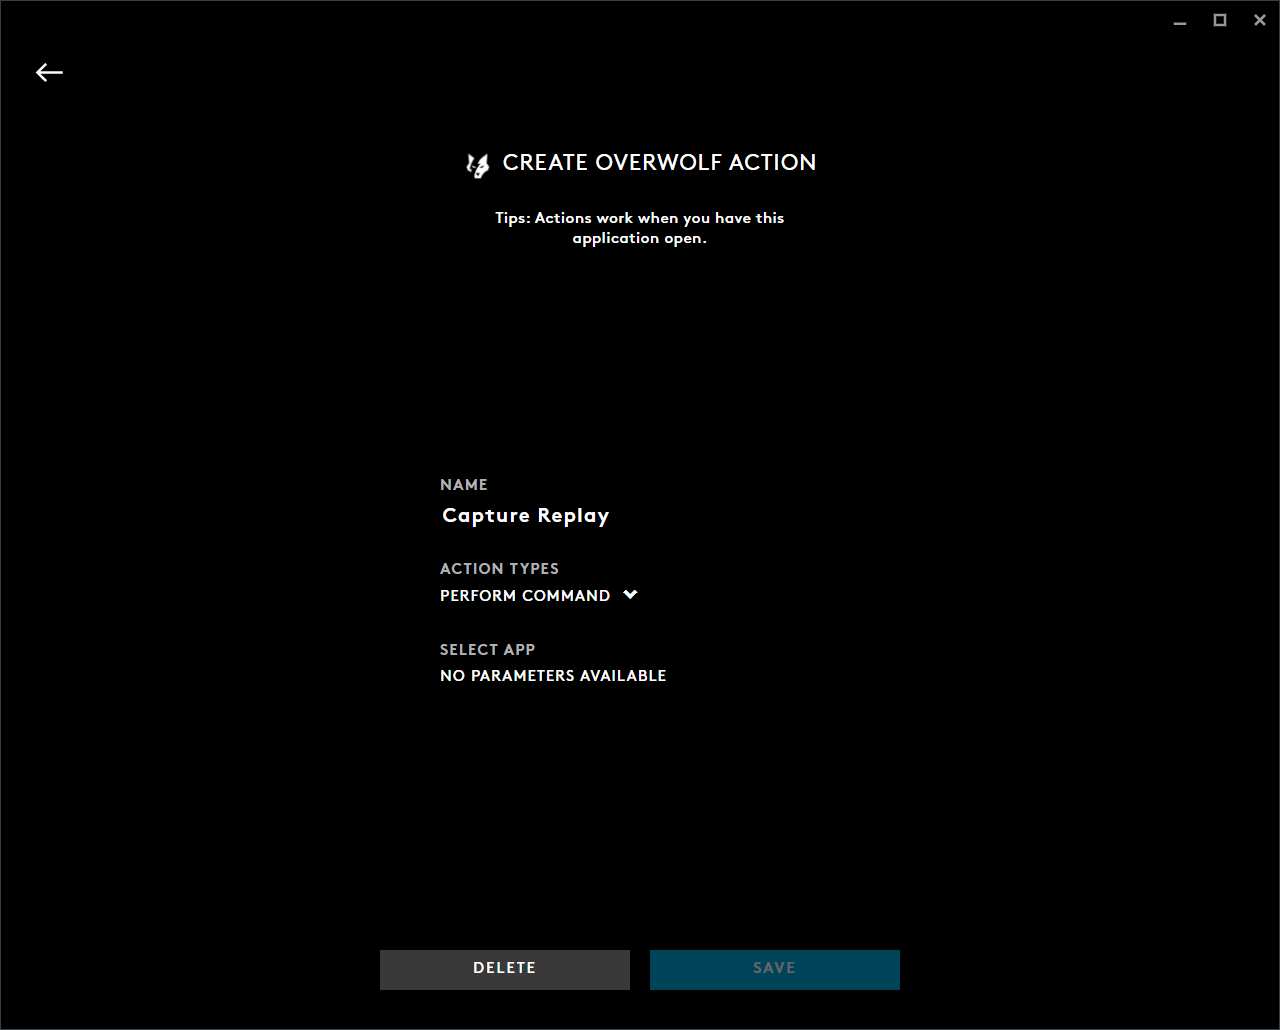 CREATE OVERWOLF ACTION
Tips: Actions work when you have this
application open.
NAME
Capture Replay
ACTION TYPES
PERFORM COMMAND
SELECT APP
NO PARAMETERS AVAILABLE
DELETE
SAVE